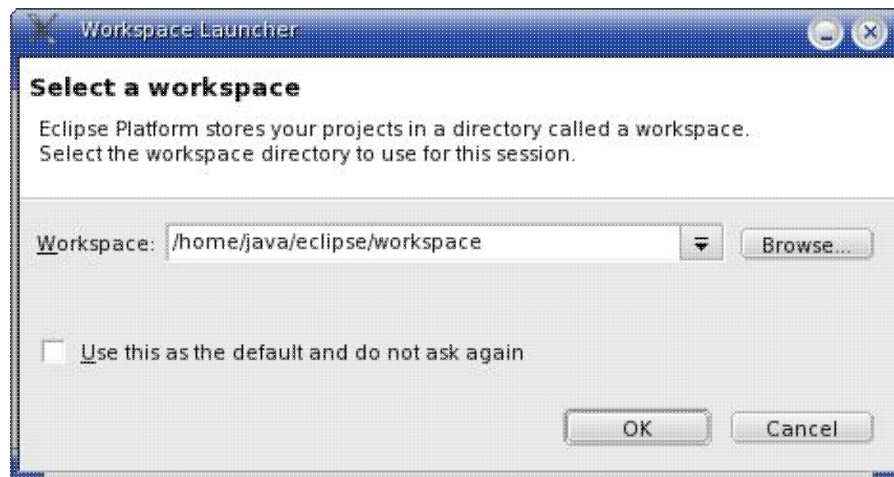 Workspace Launcher
Select a workspace
Eclipse Platform stores your projects in a directory called a workspace.
Select the workspace directory to use for this session.
Workspace: /home/java/eclipse/workspace Browse...
Use this as the default and do not ask again
OK Cancel